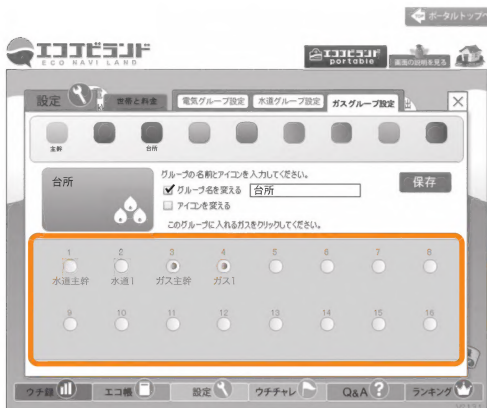 ポータルトップへ
エココビランド
ECO NAVI LAND
エココビランド
portable
画面の説明を見る
設定
世帯と料金
電気グループ設定
水道グループ設定
ガスグループ設定
主幹
台所
グループの名前とアイコンを入力してください。
台所
グループ名を変える
台所
保存
アイコンを変える
このグループに入れるガスをクリックしてください。
1 2 3 4 5 6 7 8
水道主幹 水道1 ガス主幹 ガス1
9 10 11 12 13 14 15 16
ウチ録
エコ帳
設定
ウチチャレ
Q&A
ランキング